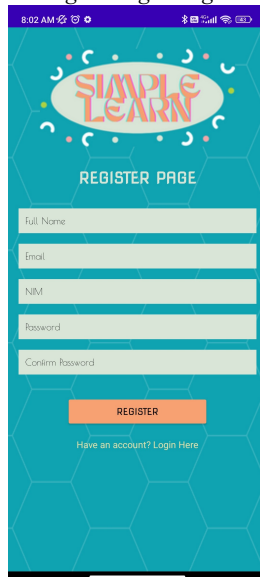 8:02 AM
SIMPLE
LEARN
REGISTER PAGE
Full Name
Email
NIM
Password
Confirm Password
REGISTER
Have an account? Login Here